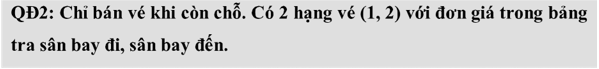 QĐ2: Chỉ bán vé khi còn chỗ. Có 2 hạng vé (1, 2) với đơn giá trong bảng
tra sân bay đi, sân bay đến.